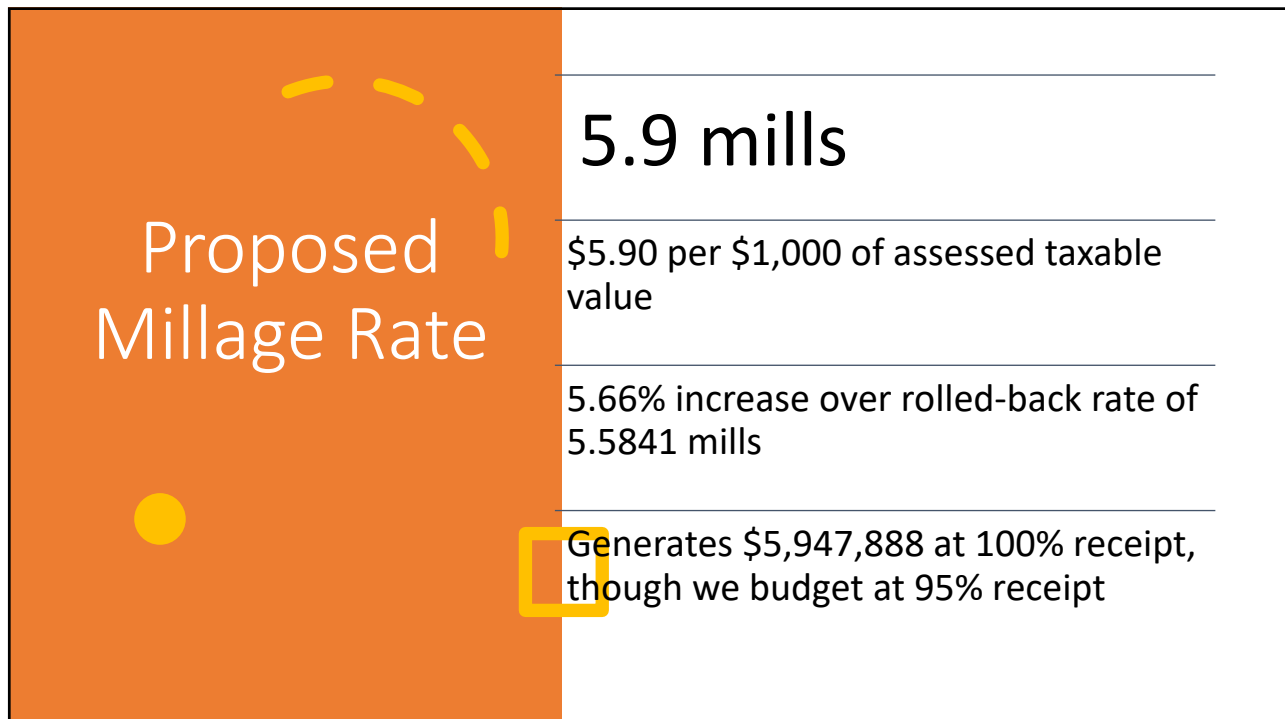 Proposed
Millage Rate
5.9 mills
$5.90 per $1,000 of assessed taxable
value
5.66% increase over rolled-back rate of
5.5841 mills
Generates $5,947,888 at 100% receipt,
though we budget at 95% receipt